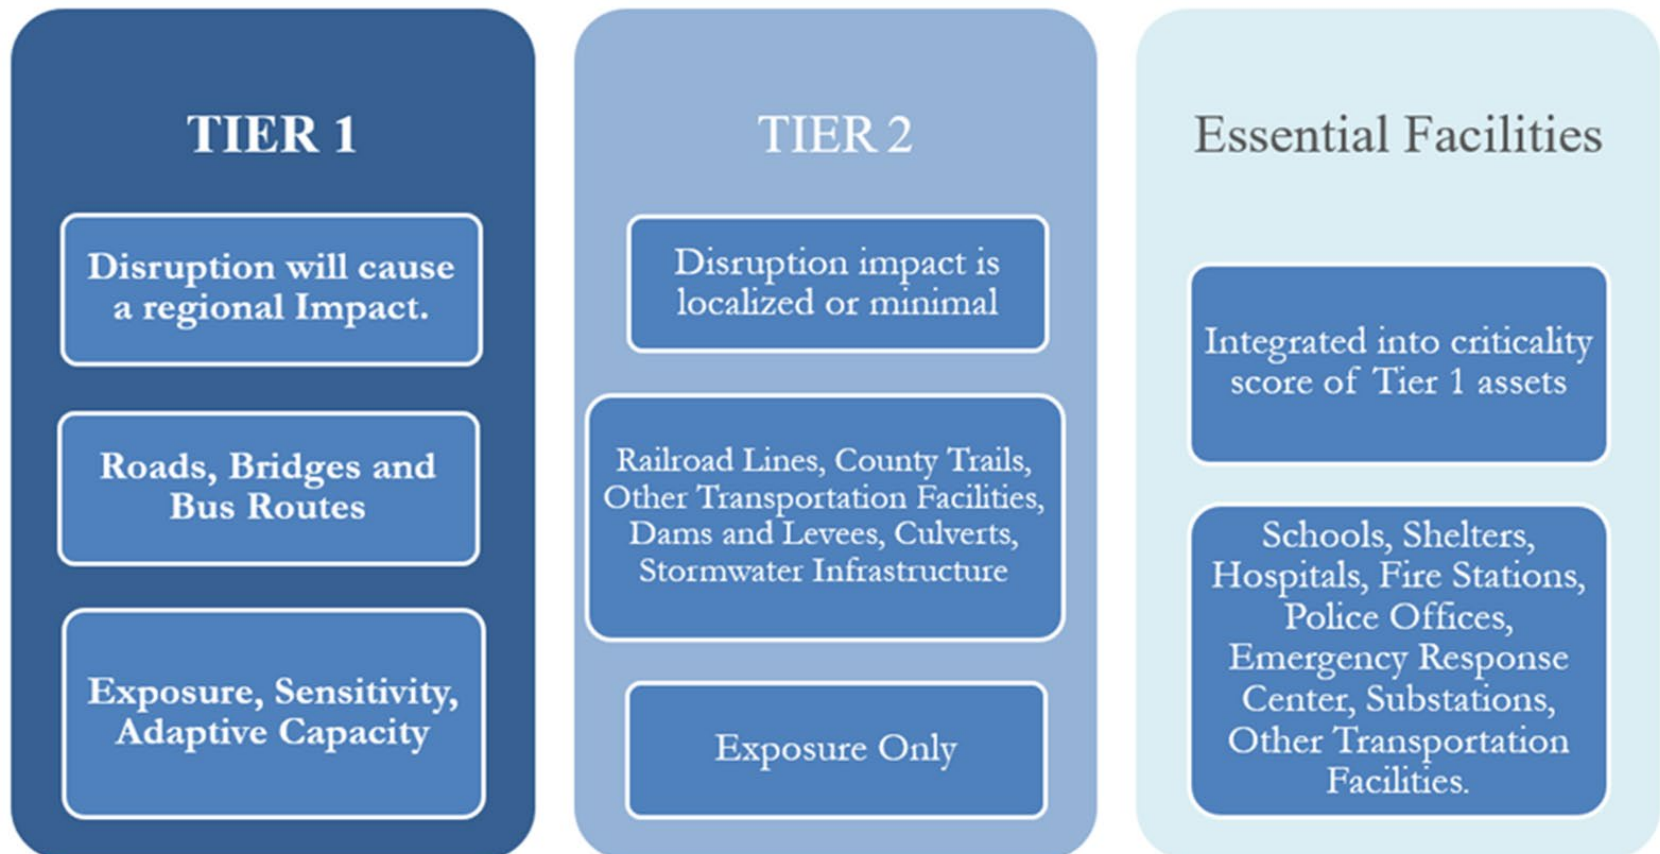 TIER 1
Disruption will cause
a regional Impact.
Roads, Bridges and
Bus Routes
Exposure, Sensitivity,
Adaptive Capacity
TIER 2
Disruption impact is
localized or minimal
Railroad Lines, County Trails,
Other Transportation Facilities,
Dams and Levees, Culverts,
Stormwater Infrastructure
Exposure Only
Essential Facilities
Integrated into criticality
score of Tier 1 assets
Schools, Shelters,
Hospitals, Fire Stations,
Police Offices,
Emergency Response
Center, Substations,
Other Transportation
Facilities.